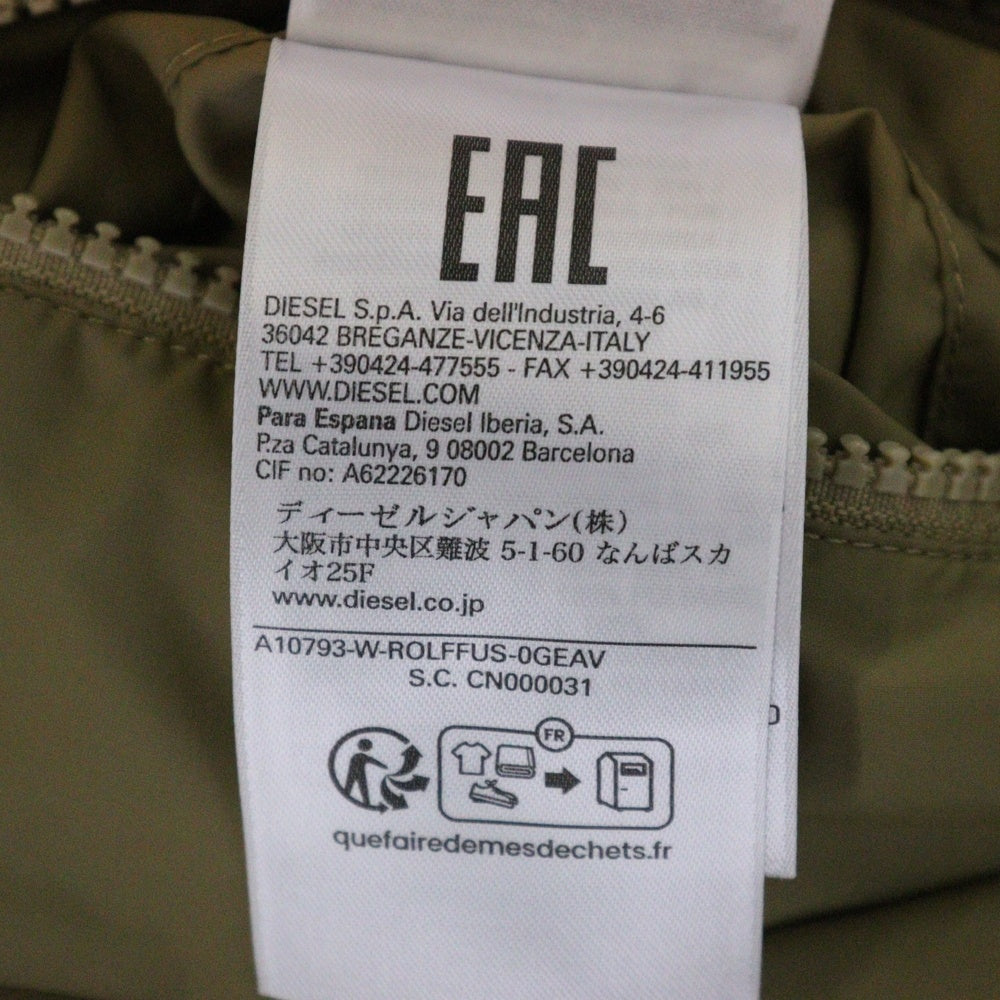 EAC
DIESEL S.p.A. Via dell'Industria, 4-6
36042 BREGANZE-VICENZA-ITALY
TEL +390424-477555 - FAX +390424-411955
WWW.DIESEL.COM
Para Espana Diesel Iberia, S.A.
P.za Catalunya, 9 08002 Barcelona
CIF no: A62226170
ディーゼルジャパン(株)
大阪市中央区難波 5-1-60 なんばスカ
イオ25F
www.diesel.co.jp
A10793-W-ROLFFUS-0GEAV
S.C. CN000031
FR
quefairedemesdechets.fr